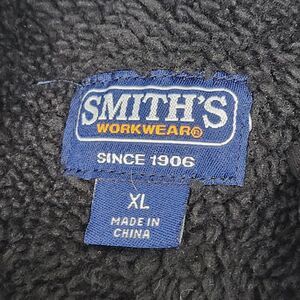 SMITH'S
WORKWEAR®
SINCE 1906
XL
MADE IN
CHINA